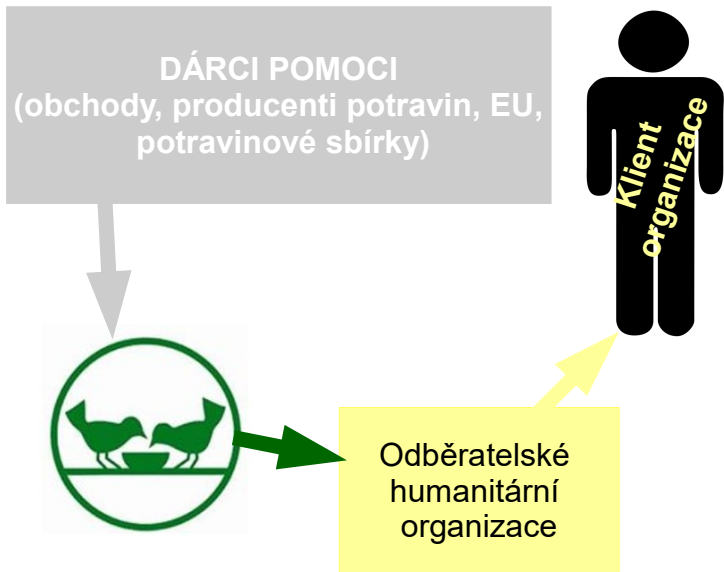 DÁRCI POMOCI
(obchody, producenti potravin, EU,
potravinové sbírky)
Klient
organizace
Odběratelské
humanitární
organizace